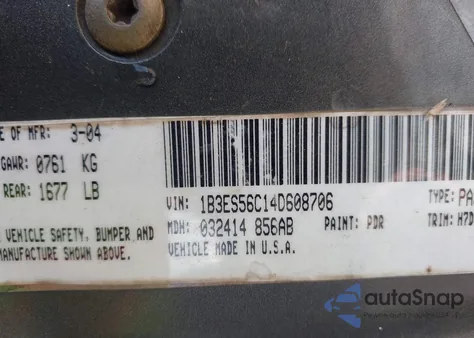 E OF MFR: 3-04
GAWR: 0761 KG
REAR: 1677 LB
VIN: 1B3ES56C14D608706 TYPE: PA
MDH: 032414 856AB PAINT: PDR TRIM: H7D
VEHICLE SAFETY, BUMPER AND VEHICLE MADE IN U.S.A.
MANUFACTURE SHOWN ABOVE.
autoSnap